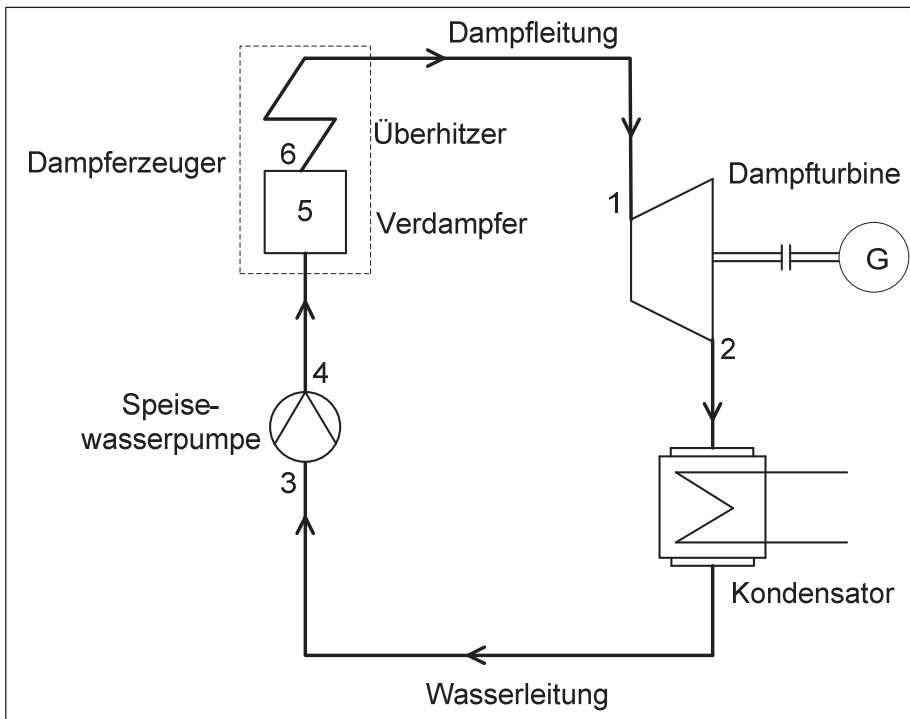 Dampfleitung
Überhitzer
6
Dampferzeuger
5
Verdampfer
1
Dampfturbine
G
2
4
Speise-
wasserpumpe
3
Kondensator
Wasserleitung